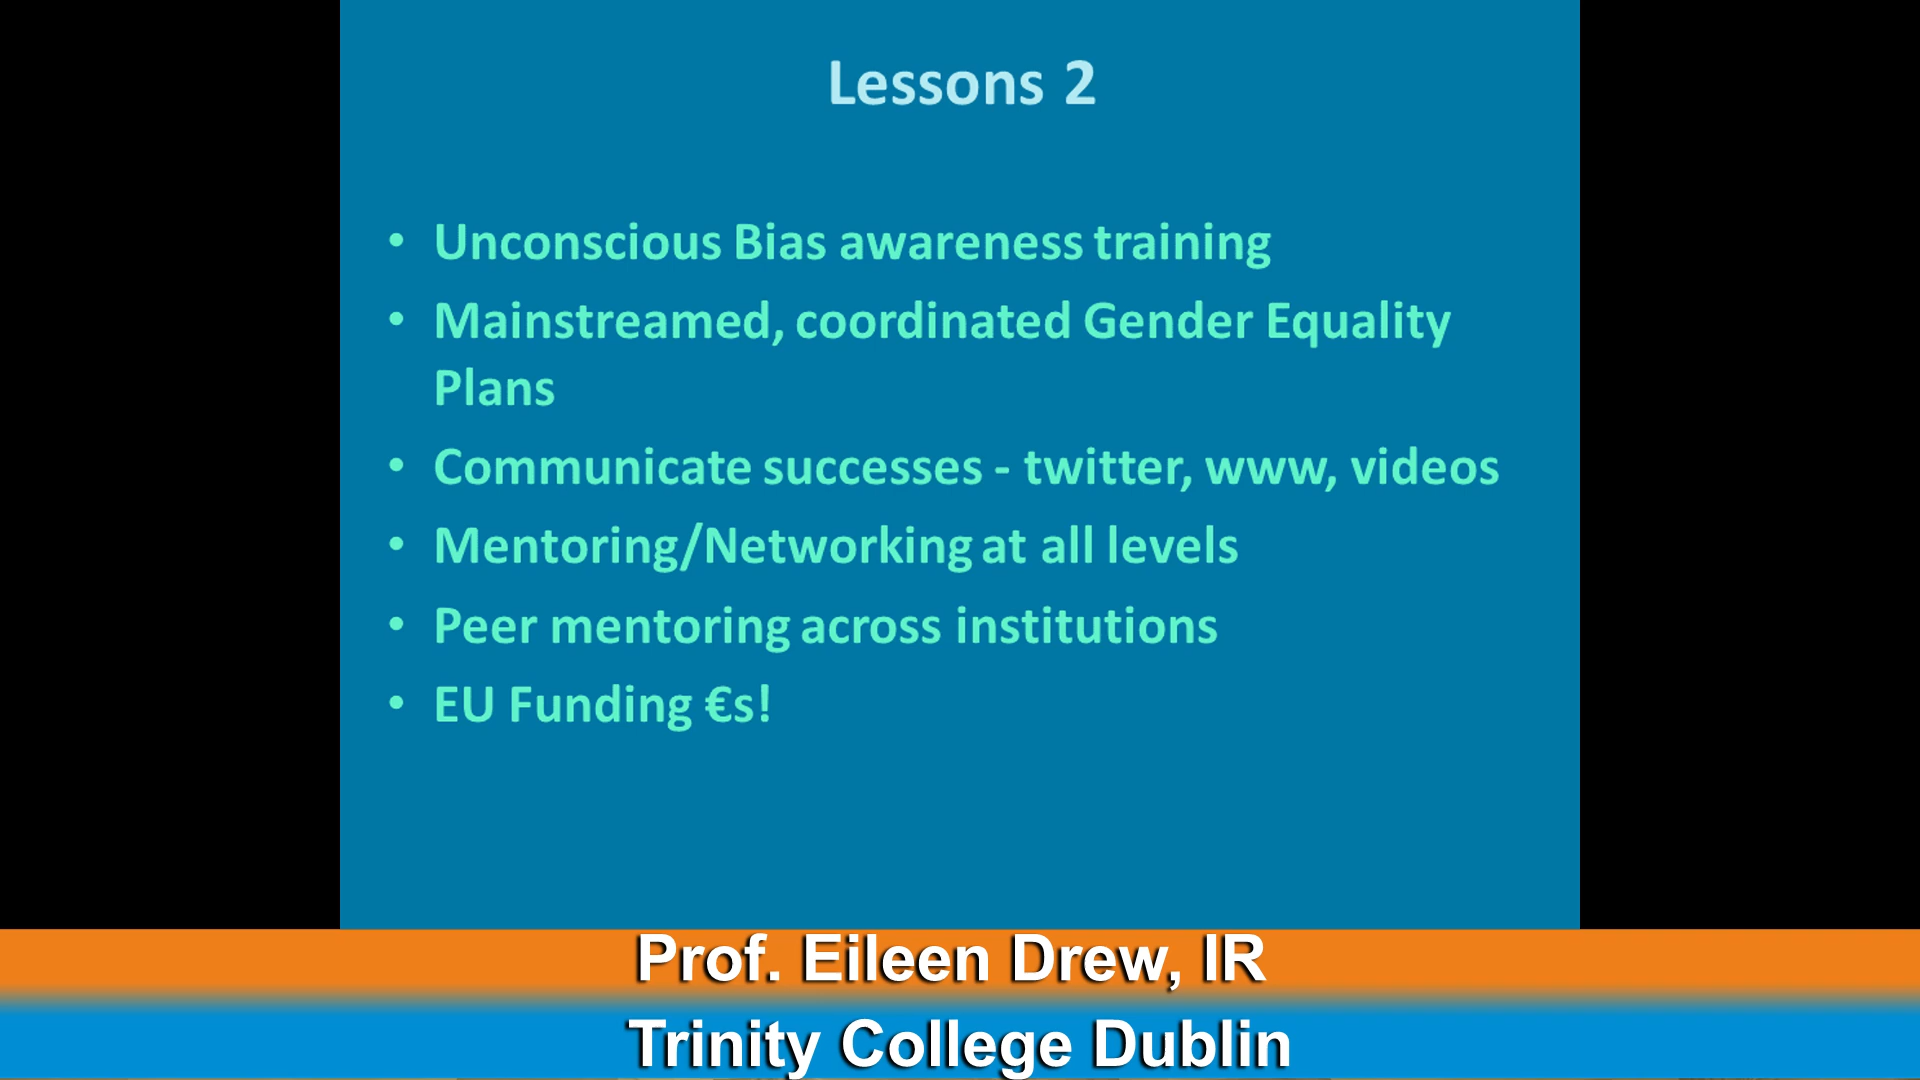 Lessons 2
• Unconscious Bias awareness training
• Mainstreamed, coordinated Gender Equality
Plans
• Communicate successes - twitter, www, videos
• Mentoring/Networking at all levels
• Peer mentoring across institutions
• EU Funding €s!
Prof. Eileen Drew, IR
Trinity College Dublin